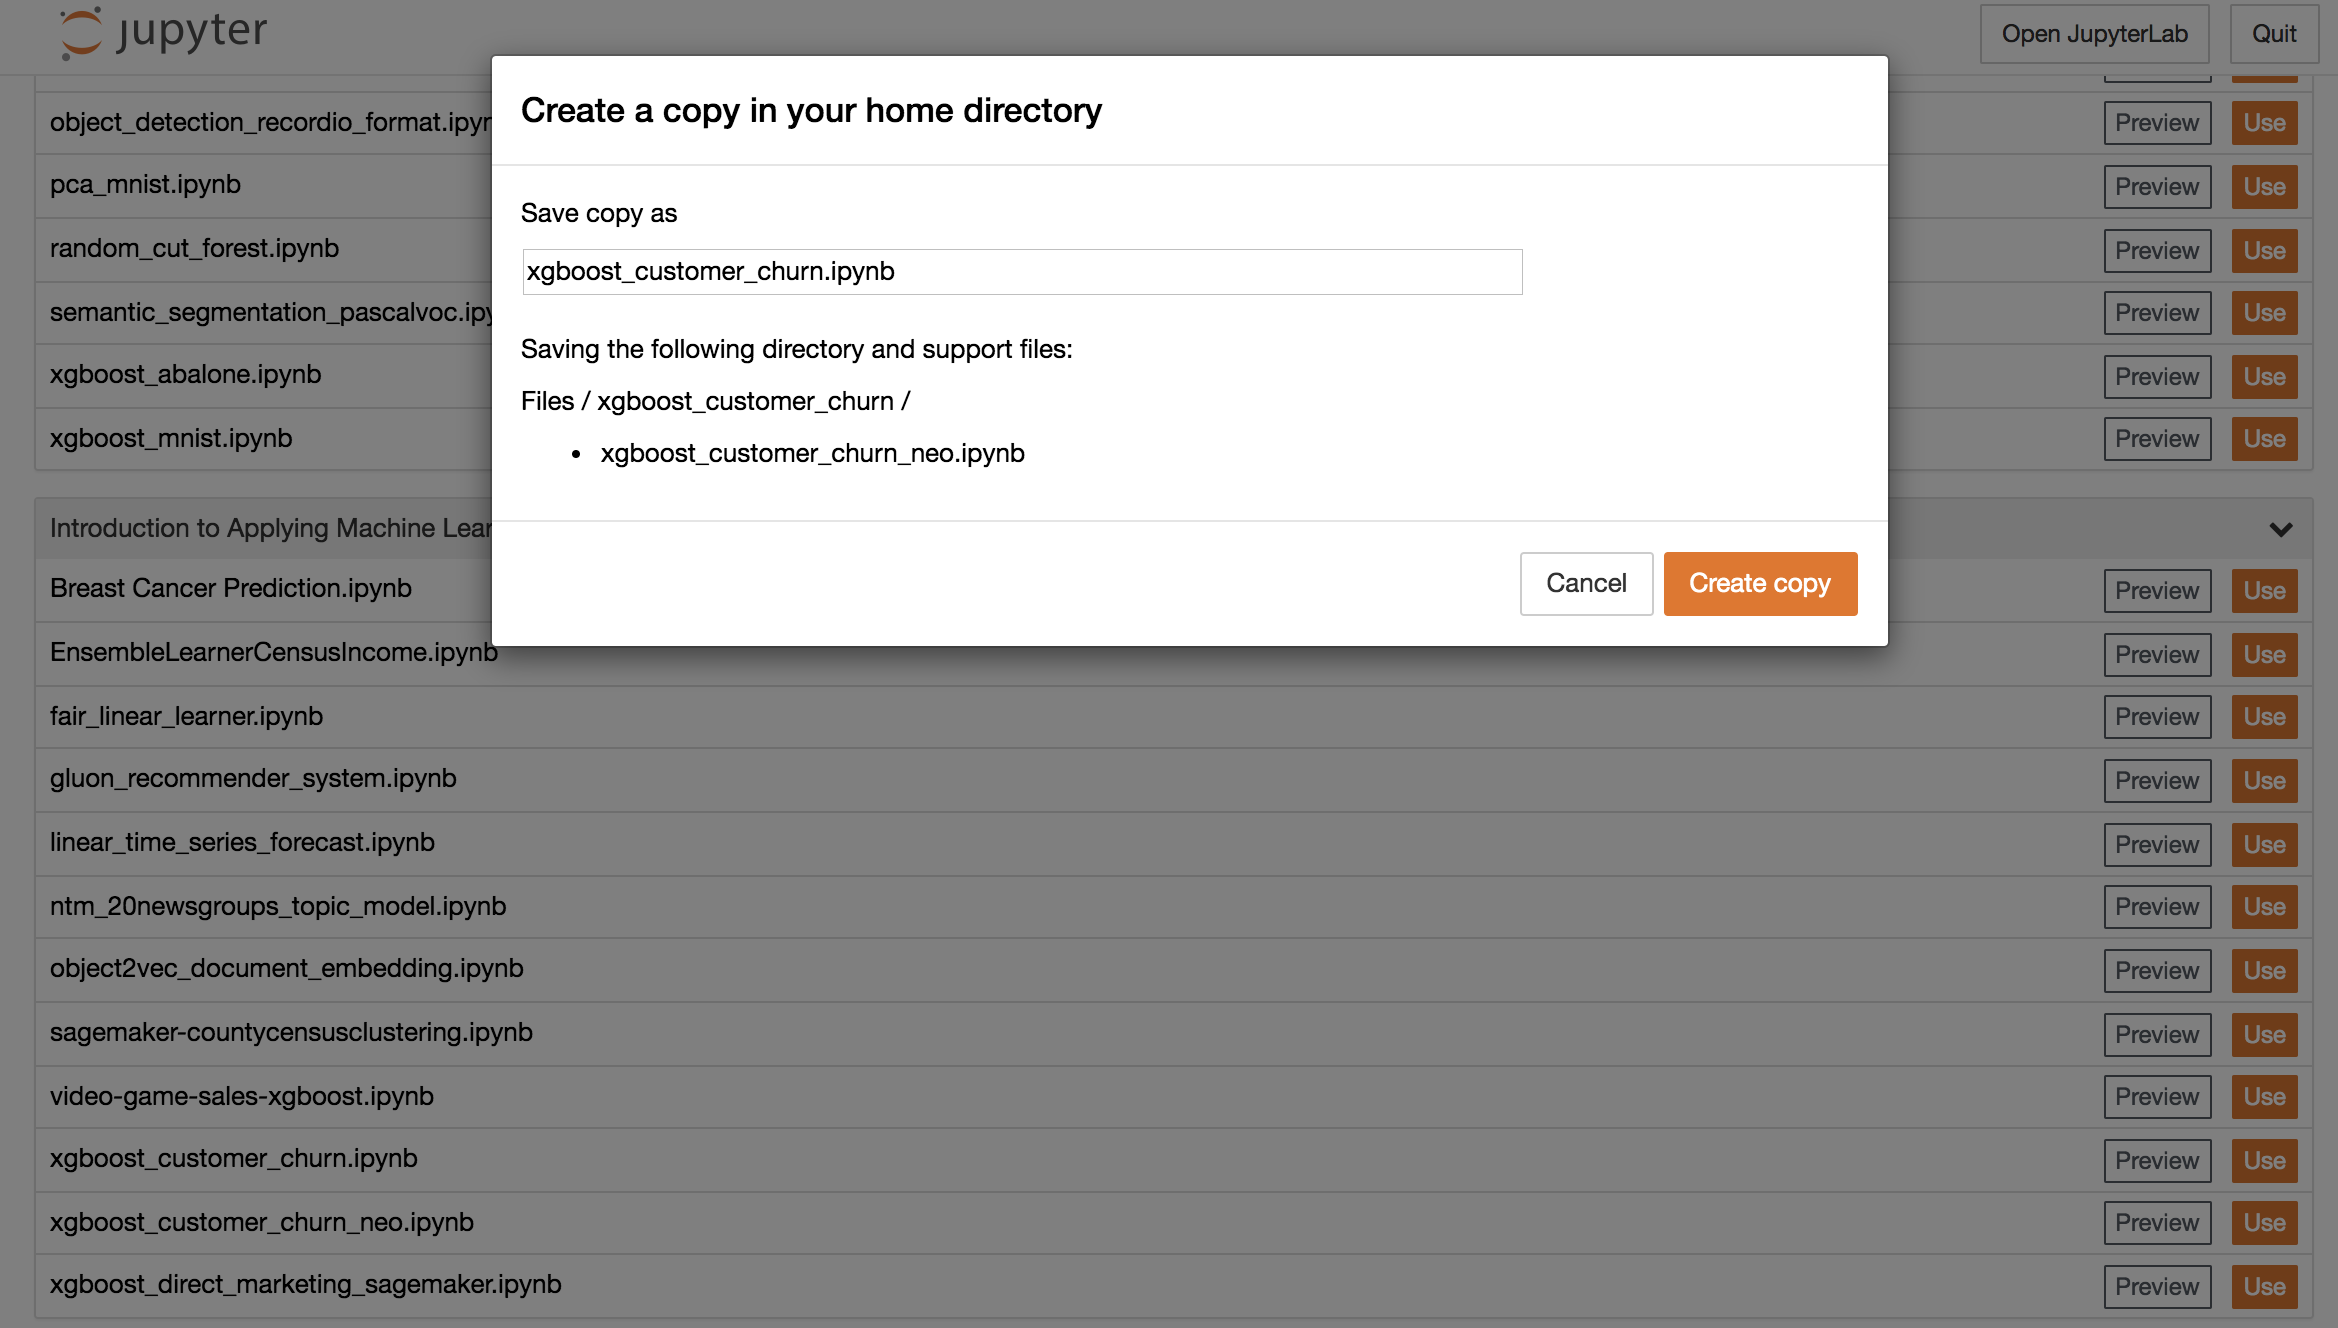 jupyter
Open JupyterLab
Quit
Create a copy in your home directory
Save copy as
xgboost_customer_churn.ipynb
Saving the following directory and support files:
Files / xgboost_customer_churn /
• xgboost_customer_churn_neo.ipynb
Cancel
Create copy
object_detection_recordio_format.ipyn
Preview Use
pca_mnist.ipynb
Preview Use
random_cut_forest.ipynb
Preview Use
semantic_segmentation_pascalvoc.ipy
Preview Use
xgboost_abalone.ipynb
Preview Use
xgboost_mnist.ipynb
Preview Use
Introduction to Applying Machine Lear
Breast Cancer Prediction.ipynb
Preview Use
EnsembleLearnerCensusIncome.ipynb
Preview Use
fair_linear_learner.ipynb
Preview Use
gluon_recommender_system.ipynb
Preview Use
linear_time_series_forecast.ipynb
Preview Use
ntm_20newsgroups_topic_model.ipynb
Preview Use
object2vec_document_embedding.ipynb
Preview Use
sagemaker-countycensusclustering.ipynb
Preview Use
video-game-sales-xgboost.ipynb
Preview Use
xgboost_customer_churn.ipynb
Preview Use
xgboost_customer_churn_neo.ipynb
Preview Use
xgboost_direct_marketing_sagemaker.ipynb
Preview Use